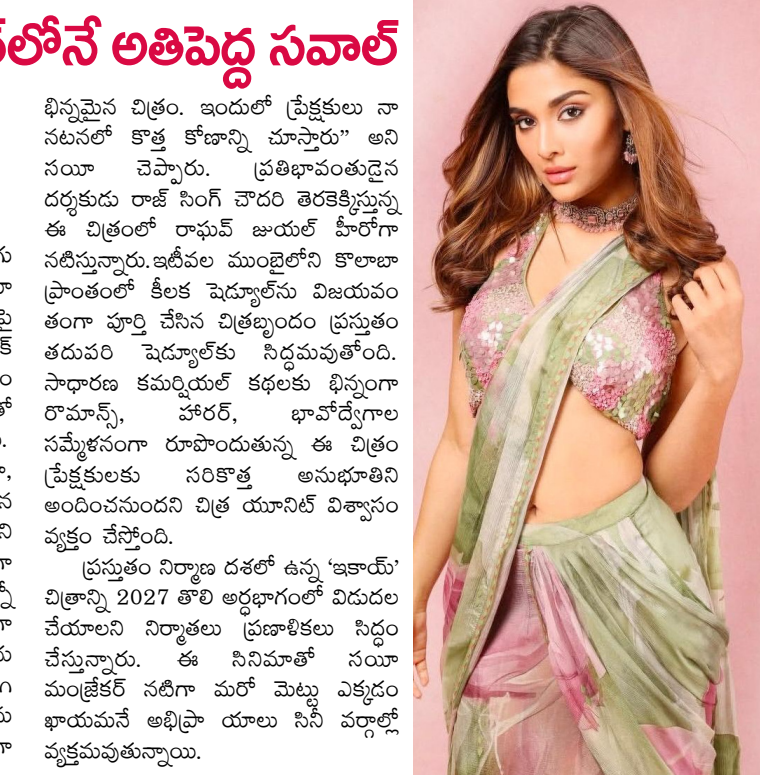 లోనే అతిపెద్ద సవాల్
భిన్నమైన చిత్రం. ఇందులో ప్రేక్షకులు నా
నటనలో కొత్త కోణాన్ని చూస్తారు” అని
సయీ చెప్పారు. ప్రతిభావంతుడైన
దర్శకుడు రాజ్ సింగ్ చౌదరి తెరకెక్కిస్తున్న
ఈ చిత్రంలో రాఘవ్ జుయల్ హీరోగా
నటిస్తున్నారు.ఇటీవల ముంబైలోని కొలాబా
ప్రాంతంలో కీలక షెడ్యూల్‌ను విజయవం
తంగా పూర్తి చేసిన చిత్రబృందం ప్రస్తుతం
తదుపరి షెడ్యూల్‌కు సిద్ధమవుతోంది.
సాధారణ కమర్షియల్ కథలకు భిన్నంగా
రొమాన్స్, హారర్, భావోద్వేగాల
సమ్మేళనంగా రూపొందుతున్న ఈ చిత్రం
ప్రేక్షకులకు సరికొత్త అనుభూతిని
అందించనుందని చిత్ర యూనిట్ విశ్వాసం
వ్యక్తం చేస్తోంది.
ప్రస్తుతం నిర్మాణ దశలో ఉన్న ‘ఇకాయ్’
చిత్రాన్ని 2027 తొలి అర్ధభాగంలో విడుదల
చేయాలని నిర్మాతలు ప్రణాళికలు సిద్ధం
చేస్తున్నారు. ఈ సినిమాతో సయీ
మంజ్రేకర్ నటిగా మరో మెట్టు ఎక్కడం
ఖాయమనే అభిప్రా యాలు సినీ వర్గాల్లో
వ్యక్తమవుతున్నాయి.